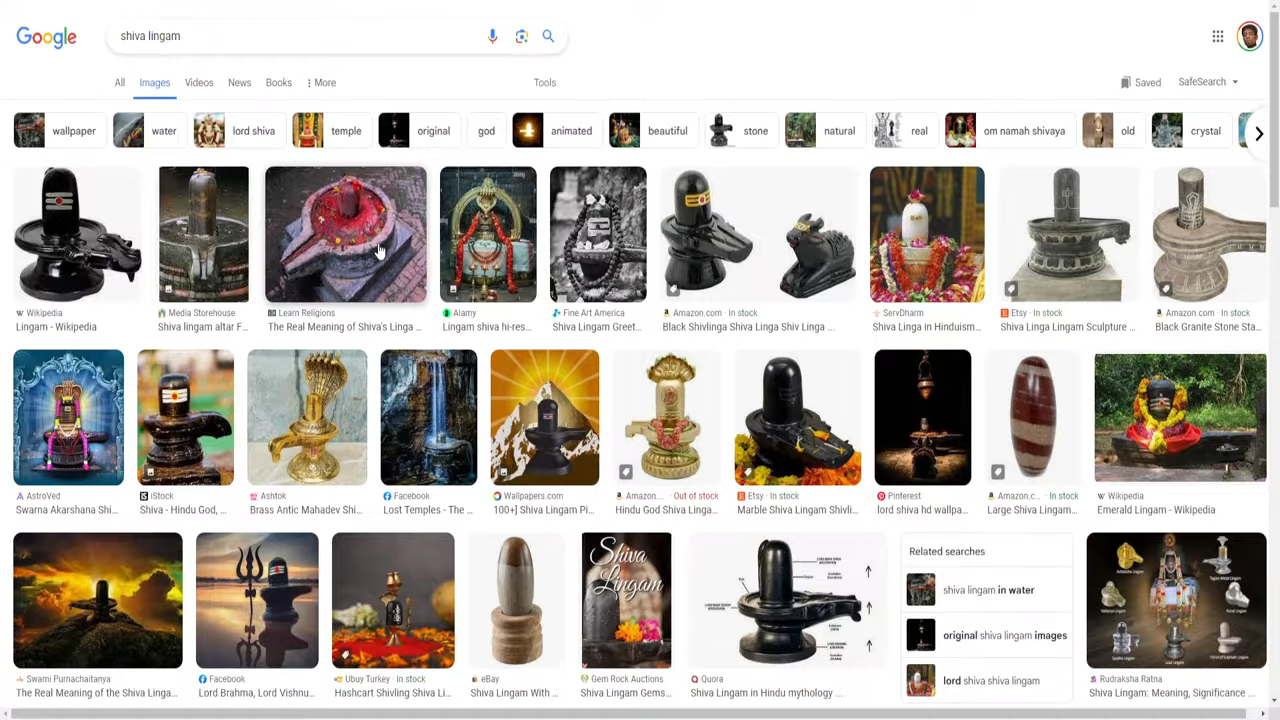 Google
shiva lingam
All Images Videos News Books More Tools Saved SafeSearch
wallpaper water lord shiva temple original god animated beautiful stone natural real om namah shivaya old crystal
alamy
Wikipedia
Lingam - Wikipedia
Media Storehouse
Shiva lingam altar F...
Learn Religions
The Real Meaning of Shiva's Linga ...
Alamy
Lingam shiva hi-res...
Fine Art America
Shiva Lingam Greet...
Amazon.com · In stock
Black Shivlinga Shiva Linga Shiv Linga ...
ServDharm
Shiva Linga in Hinduism...
Etsy · In stock
Shiva Linga Lingam Sculpture ...
Amazon.com · In stock
Black Granite Stone Sta...
AstroVed
Swarna Akarshana Shi...
iStock
Shiva - Hindu God, ...
Ashtok
Brass Antic Mahadev Shi...
Facebook
Lost Temples - The ...
Wallpapers.com
100+] Shiva Lingam Pi...
Amazon.... · Out of stock
Hindu God Shiva Linga...
Etsy · In stock
Marble Shiva Lingam Shivli...
Pinterest
lord shiva hd wallpa...
Amazon.c... · In stock
Large Shiva Lingam...
Wikipedia
Emerald Lingam - Wikipedia
Shiva
Lingam
Related searches
shiva lingam in water
original shiva lingam images
lord shiva shiva lingam
Swami Purnachaitanya
The Real Meaning of the Shiva Linga...
Facebook
Lord Brahma, Lord Vishnu...
Ubuy Turkey · In stock
Hashcart Shivling Shiva Li...
eBay
Shiva Lingam With ...
Gem Rock Auctions
Shiva Lingam Gems...
Quora
Shiva Lingam in Hindu mythology ...
Rudraksha Ratna
Shiva Lingam: Meaning, Significance ...